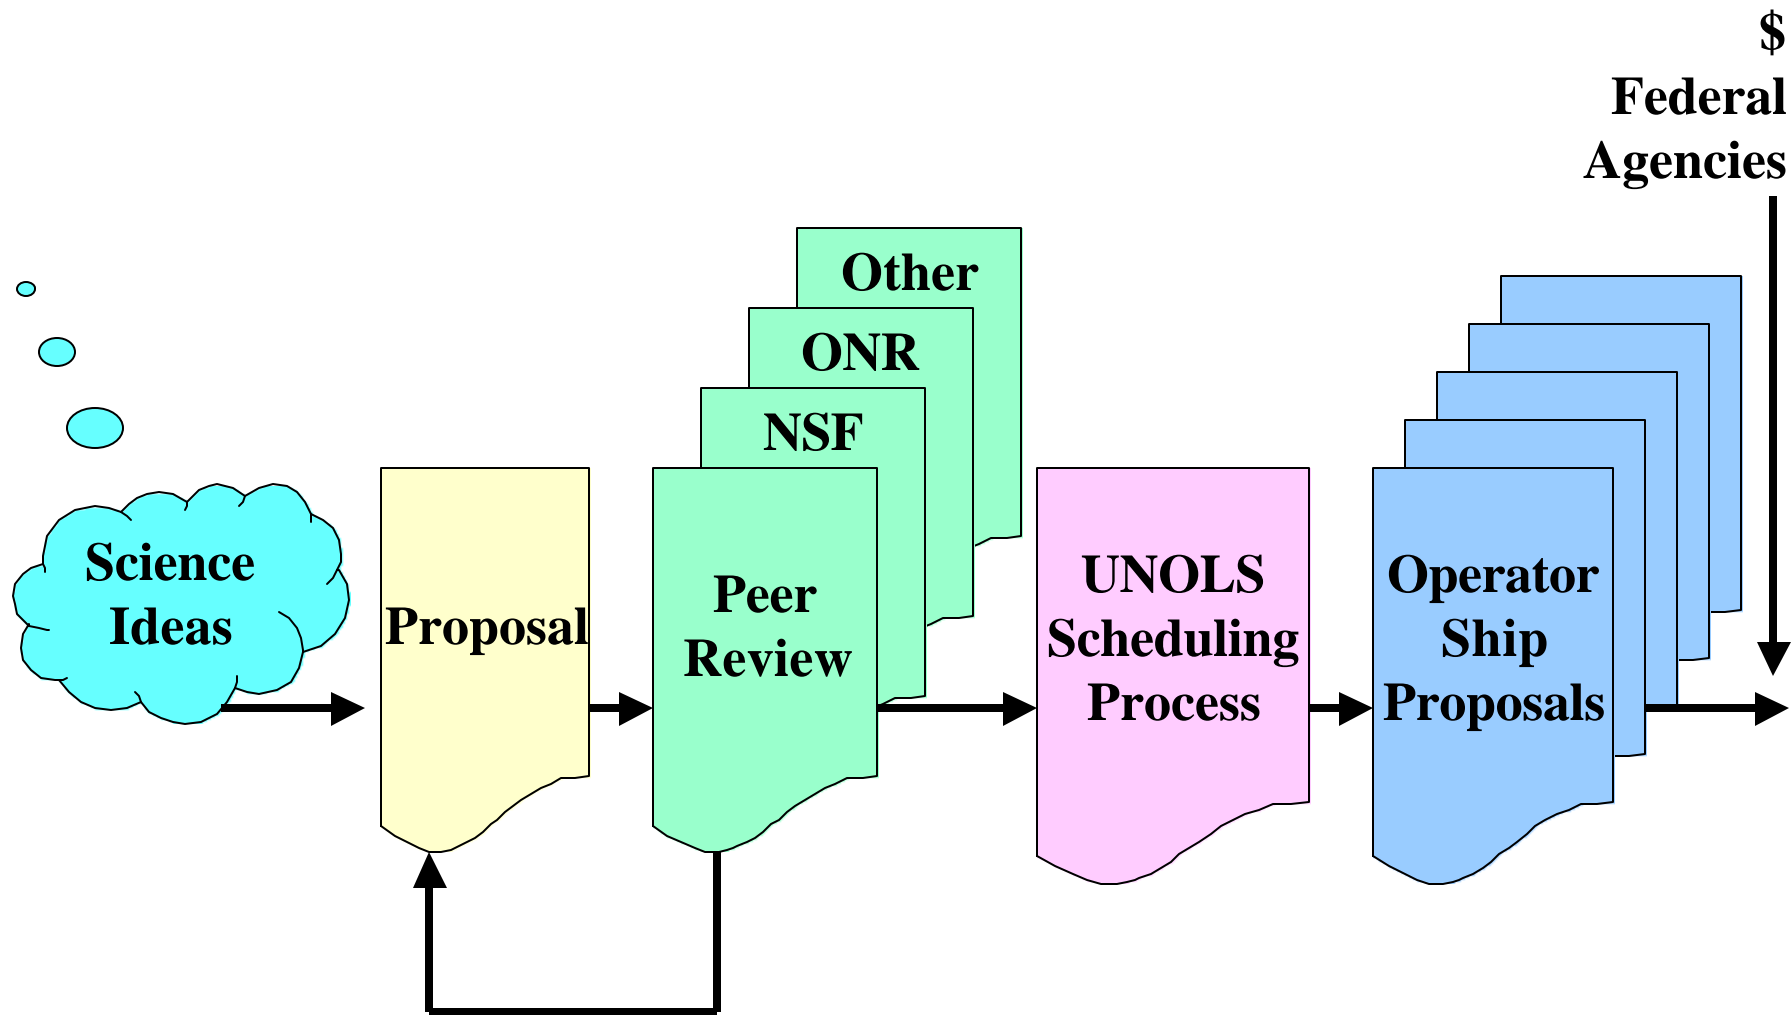 $
Federal
Agencies
Other
ONR
NSF
Science
Ideas
Proposal
Peer
Review
UNOLS
Scheduling
Process
Operator
Ship
Proposals